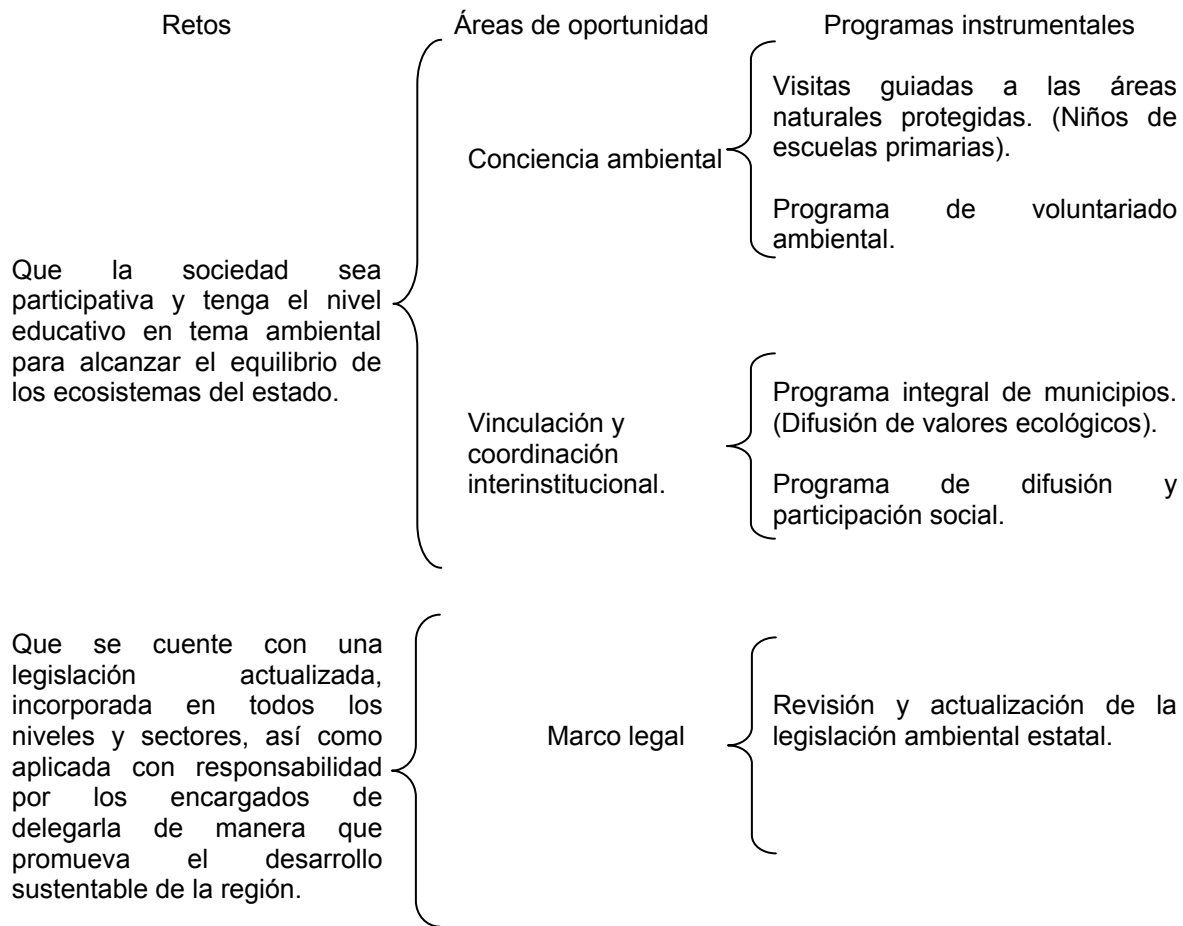 Retos
Áreas de oportunidad
Programas instrumentales
Que la sociedad sea
participativa y tenga el nivel
educativo en tema ambiental
para alcanzar el equilibrio de
los ecosistemas del estado.
Conciencia ambiental
Visitas guiadas a las áreas
naturales protegidas. (Niños de
escuelas primarias).
Programa de voluntariado
ambiental.
Vinculación y
coordinación
interinstitucional.
Programa integral de municipios.
(Difusión de valores ecológicos).
Programa de difusión y
participación social.
Que se cuente con una
legislación actualizada,
incorporada en todos los
niveles y sectores, así como
aplicada con responsabilidad
por los encargados de
delegarla de manera que
promueva el desarrollo
sustentable de la región.
Marco legal
Revisión y actualización de la
legislación ambiental estatal.